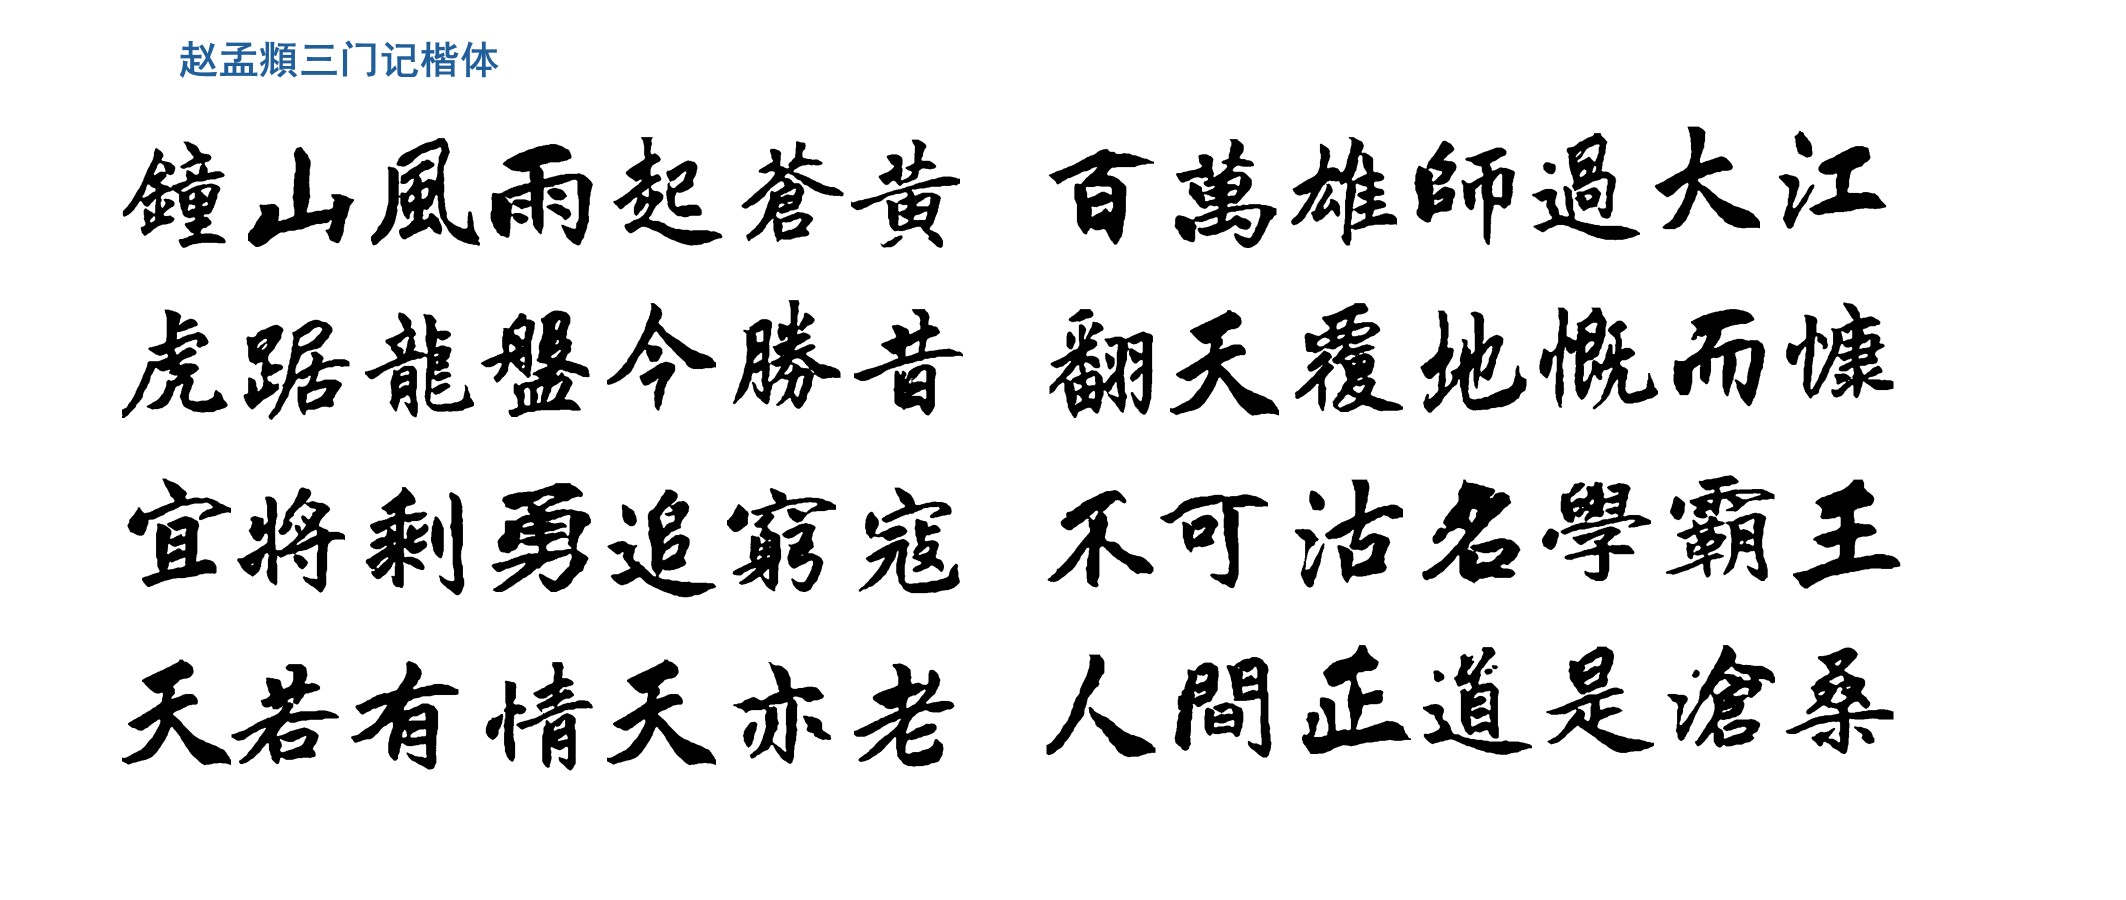 赵孟頫三门记楷体
鐘山風雨起蒼黃 百萬雄師過大江
虎踞龍盤今勝昔 翻天覆地慨而慷
宜將剩勇追窮寇 不可沽名學霸王
天若有情天亦老 人間正道是滄桑